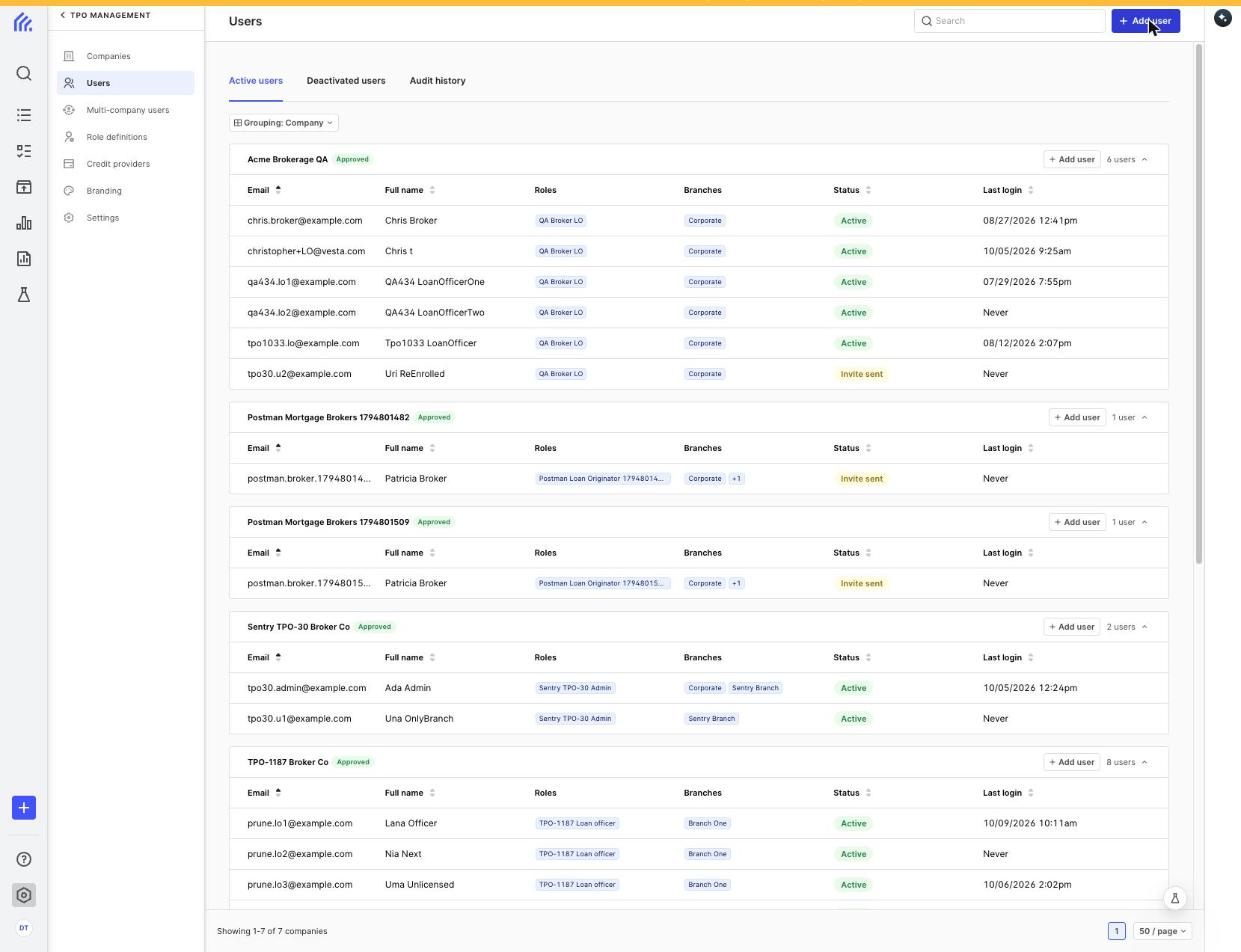 TPO MANAGEMENT
Companies
Users
Multi-company users
Role definitions
Credit providers
Branding
Settings
DT
Users
Search
+ Add user
Active users
Deactivated users
Audit history
Grouping: Company
Acme Brokerage QA Approved + Add user 6 users
Email Full name Roles Branches Status Last login
chris.broker@example.com Chris Broker QA Broker LO Corporate Active 08/27/2026 12:41pm
christopher+LO@vesta.com Chris t QA Broker LO Corporate Active 10/05/2026 9:25am
qa434.lo1@example.com QA434 LoanOfficerOne QA Broker LO Corporate Active 07/29/2026 7:55pm
qa434.lo2@example.com QA434 LoanOfficerTwo QA Broker LO Corporate Active Never
tpo1033.lo@example.com Tpo1033 LoanOfficer QA Broker LO Corporate Active 08/12/2026 2:07pm
tpo30.u2@example.com Uri ReEnrolled QA Broker LO Corporate Invite sent Never
Postman Mortgage Brokers 1794801482 Approved + Add user 1 user
Email Full name Roles Branches Status Last login
postman.broker.17948014... Patricia Broker Postman Loan Originator 17948014... Corporate +1 Invite sent Never
Postman Mortgage Brokers 1794801509 Approved + Add user 1 user
Email Full name Roles Branches Status Last login
postman.broker.17948015... Patricia Broker Postman Loan Originator 17948015... Corporate +1 Invite sent Never
Sentry TPO-30 Broker Co Approved + Add user 2 users
Email Full name Roles Branches Status Last login
tpo30.admin@example.com Ada Admin Sentry TPO-30 Admin Corporate Sentry Branch Active 10/05/2026 12:24pm
tpo30.u1@example.com Una OnlyBranch Sentry TPO-30 Admin Sentry Branch Active Never
TPO-1187 Broker Co Approved + Add user 8 users
Email Full name Roles Branches Status Last login
prune.lo1@example.com Lana Officer TPO-1187 Loan officer Branch One Active 10/09/2026 10:11am
prune.lo2@example.com Nia Next TPO-1187 Loan officer Branch One Active Never
prune.lo3@example.com Uma Unlicensed TPO-1187 Loan officer Branch One Active 10/06/2026 2:02pm
Showing 1-7 of 7 companies
1
50 / page